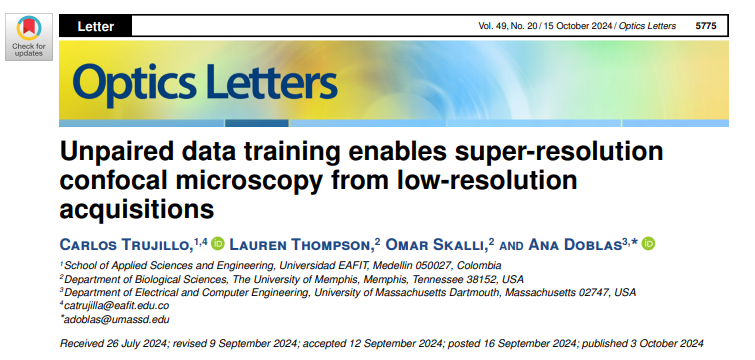 Check for
updates
Letter
Vol. 49, No. 20 / 15 October 2024 / Optics Letters 5775
Optics Letters
Unpaired data training enables super-resolution
confocal microscopy from low-resolution
acquisitions
CARLOS TRUJILLO,1,4 LAUREN THOMPSON,2 OMAR SKALLI,2 AND ANA DOBLAS3,*
1School of Applied Sciences and Engineering, Universidad EAFIT, Medellin 050027, Colombia
2Department of Biological Sciences, The University of Memphis, Memphis, Tennessee 38152, USA
3Department of Electrical and Computer Engineering, University of Massachusetts Dartmouth, Massachusetts 02747, USA
4catrujilla@eafit.edu.co
*adoblas@umassd.edu
Received 26 July 2024; revised 9 September 2024; accepted 12 September 2024; posted 16 September 2024; published 3 October 2024